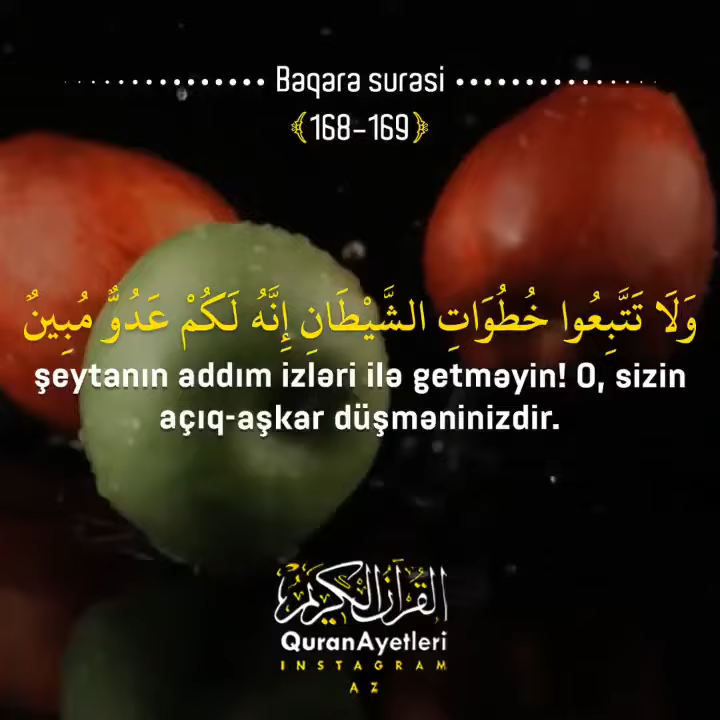 Baqara surasi
﴾168-169﴿
وَلَا تَتَّبِعُوا خُطُوَاتِ الشَّيْطَانِ إِنَّهُ لَكُمْ عَدُوٌّ مُبِينٌ
şeytanın addım izləri ilə getməyin! O, sizin
açıq-aşkar düşməninizdir.
القرآن الكريم
QuranAyetleri
INSTAGRAM
AZ